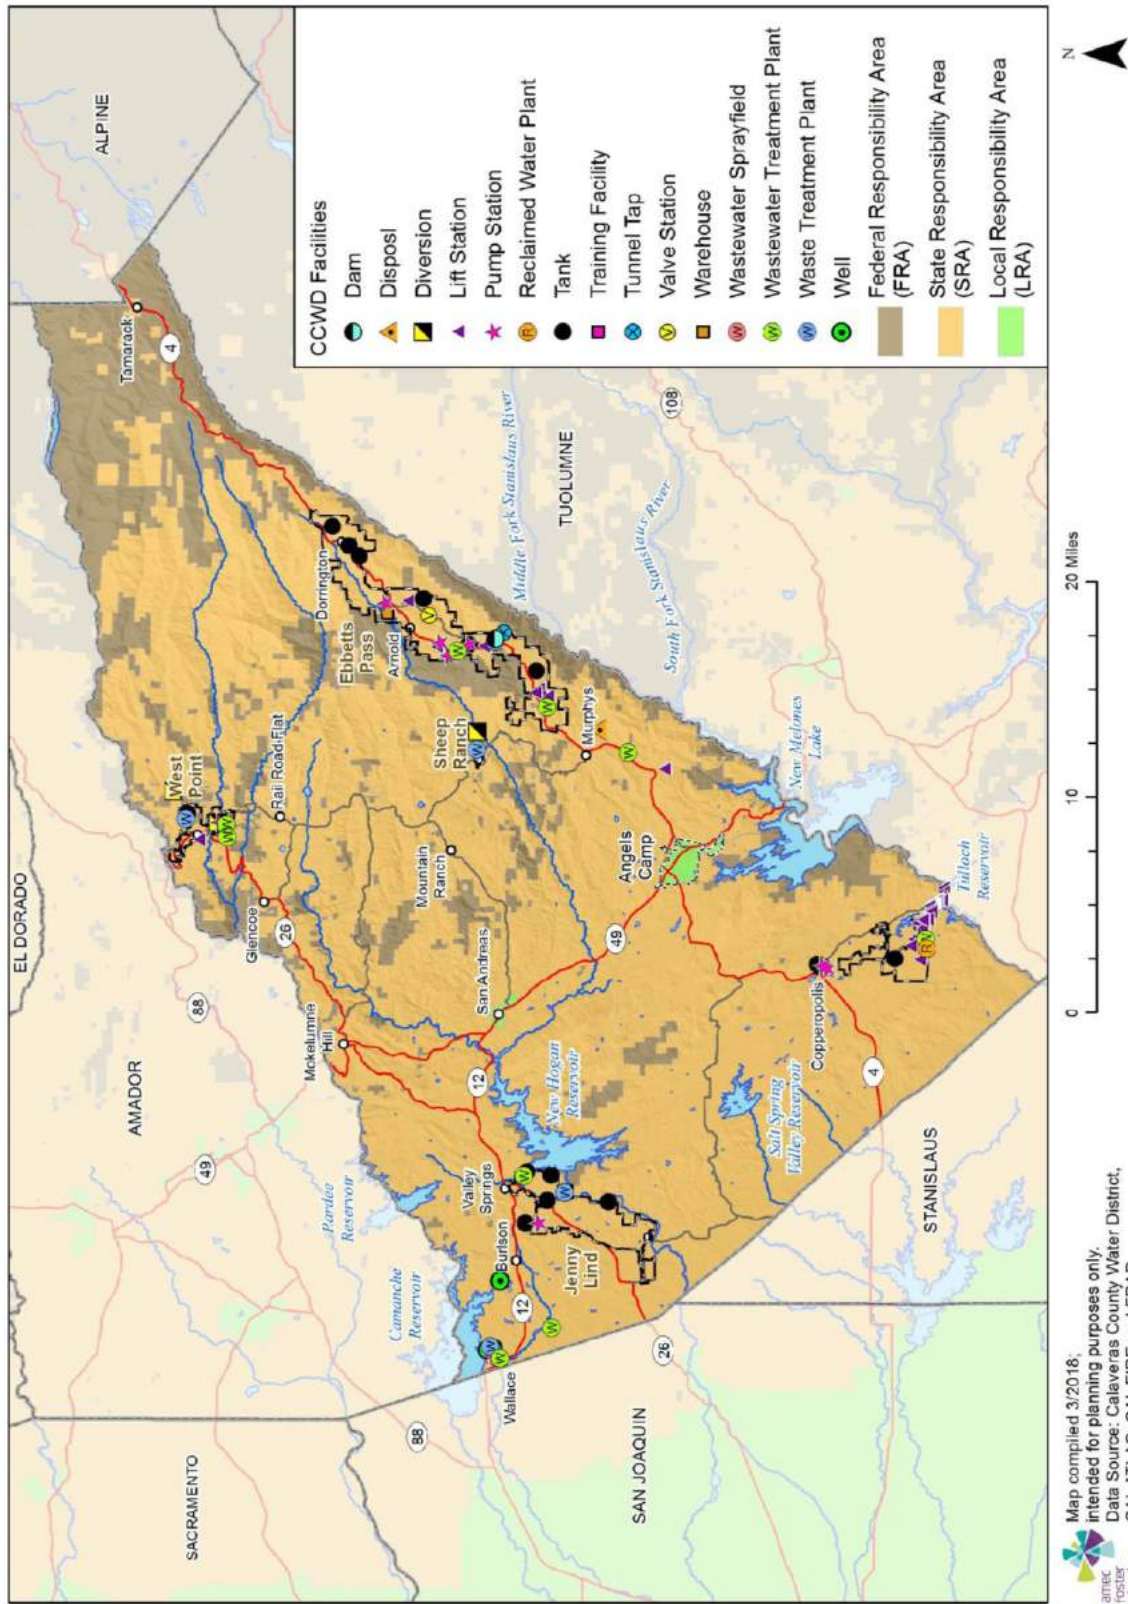 EL DORADO
ALPINE
AMADOR
SACRAMENTO
SAN JOAQUIN
STANISLAUS
TUOLUMNE
Tamarack
4
88
49
West
Point
Rail Road Flat
Glencoe
26
Mokelumne
Hill
Dorrington
Ebbetts
Pass
Arnold
Sheep
Ranch
Mountain
Ranch
San Andreas
Murphys
Middle Fork Stanislaus River
South Fork Stanislaus River
108
Pardee
Reservoir
Camanche
Reservoir
12
Valley
Springs
New Hogan
Reservoir
Burlson
12
Wallace
Jenny
Lind
26
88
49
Angels
Camp
New Melones
Lake
Tulloch
Reservoir
Copperopolis
4
Salt Spring
Valley Reservoir
CCWD Facilities
Dam
Disposl
Diversion
Lift Station
Pump Station
R Reclaimed Water Plant
Tank
Training Facility
Tunnel Tap
V Valve Station
Warehouse
W Wastewater Sprayfield
W Wastewater Treatment Plant
W Waste Treatment Plant
Well
Federal Responsibility Area
(FRA)
State Responsibility Area
(SRA)
Local Responsibility Area
(LRA)
N
0 10 20 Miles
amec
foster
Map compiled 3/2018;
intended for planning purposes only.
Data Source: Calaveras County Water District,